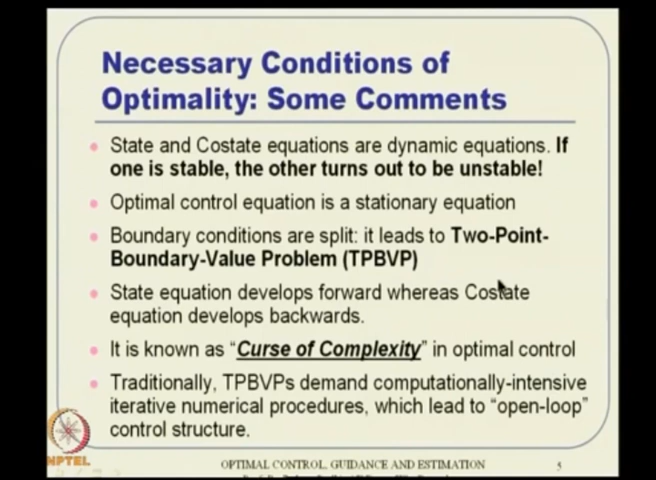 Necessary Conditions of
Optimality: Some Comments
State and Costate equations are dynamic equations. If
one is stable, the other turns out to be unstable!
Optimal control equation is a stationary equation
Boundary conditions are split: it leads to Two-Point-
Boundary-Value Problem (TPBVP)
State equation develops forward whereas Costate
equation develops backwards.
It is known as “Curse of Complexity” in optimal control
Traditionally, TPBVPs demand computationally-intensive
iterative numerical procedures, which lead to “open-loop”
control structure.
NPTEL
OPTIMAL CONTROL, GUIDANCE AND ESTIMATION
5